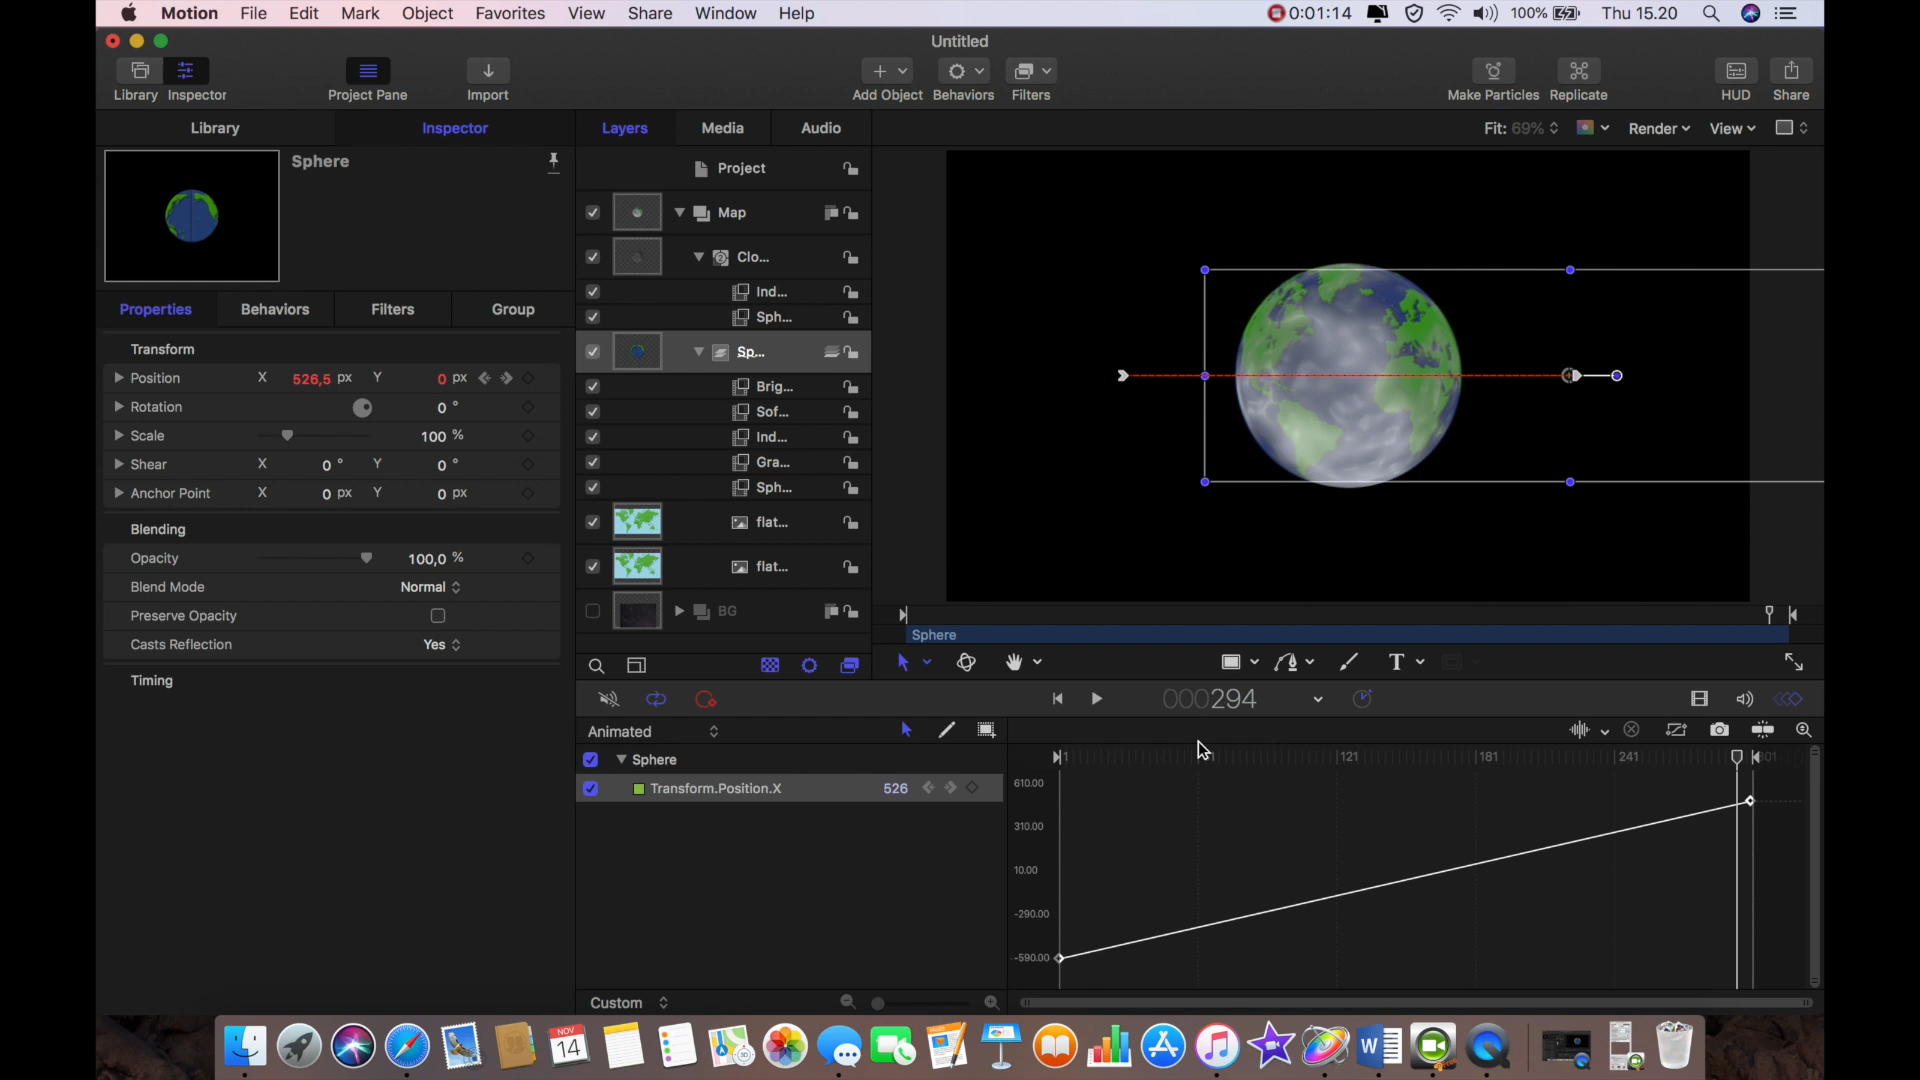 Motion File Edit Mark Object Favorites View Share Window Help 0:01:14 100% Thu 15.20
Untitled
Library Inspector Project Pane Import Add Object Behaviors Filters Make Particles Replicate HUD Share
Library Inspector Layers Media Audio Fit: 69% Render View
Sphere
Project
Map
Clo...
Ind...
Sph...
Sp...
Brig...
Sof...
Ind...
Gra...
Sph...
flat...
flat...
BG
Properties Behaviors Filters Group
Transform
Position X 526,5 px Y 0 px
Rotation 0 °
Scale 100 %
Shear X 0 ° Y 0 °
Anchor Point X 0 px Y 0 px
Blending
Opacity 100,0 %
Blend Mode Normal
Preserve Opacity
Casts Reflection Yes
Timing
Sphere
T
000294
Animated
Sphere
Transform.Position.X 526
1 121 181 241 301
610.00
310.00
10.00
-290.00
-590.00
Custom
NOV
14
3D
W